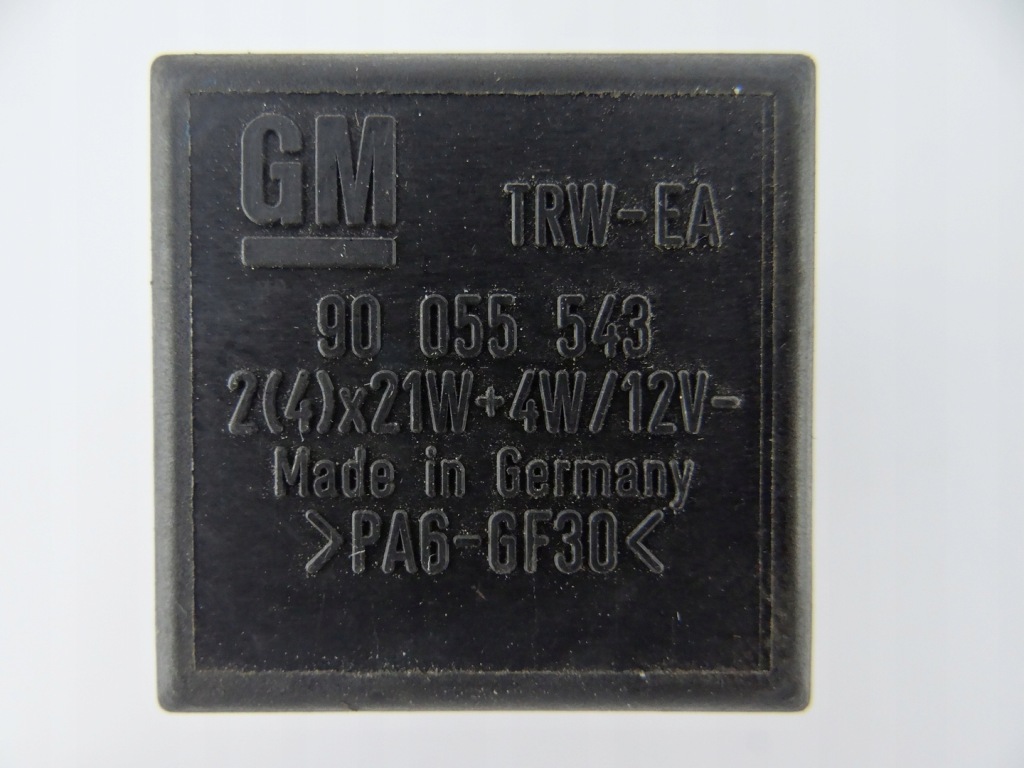 GM
TRW-EA
90 055 543
2(4)x21W+4W/12V-
Made in Germany
>PA6-GF30<